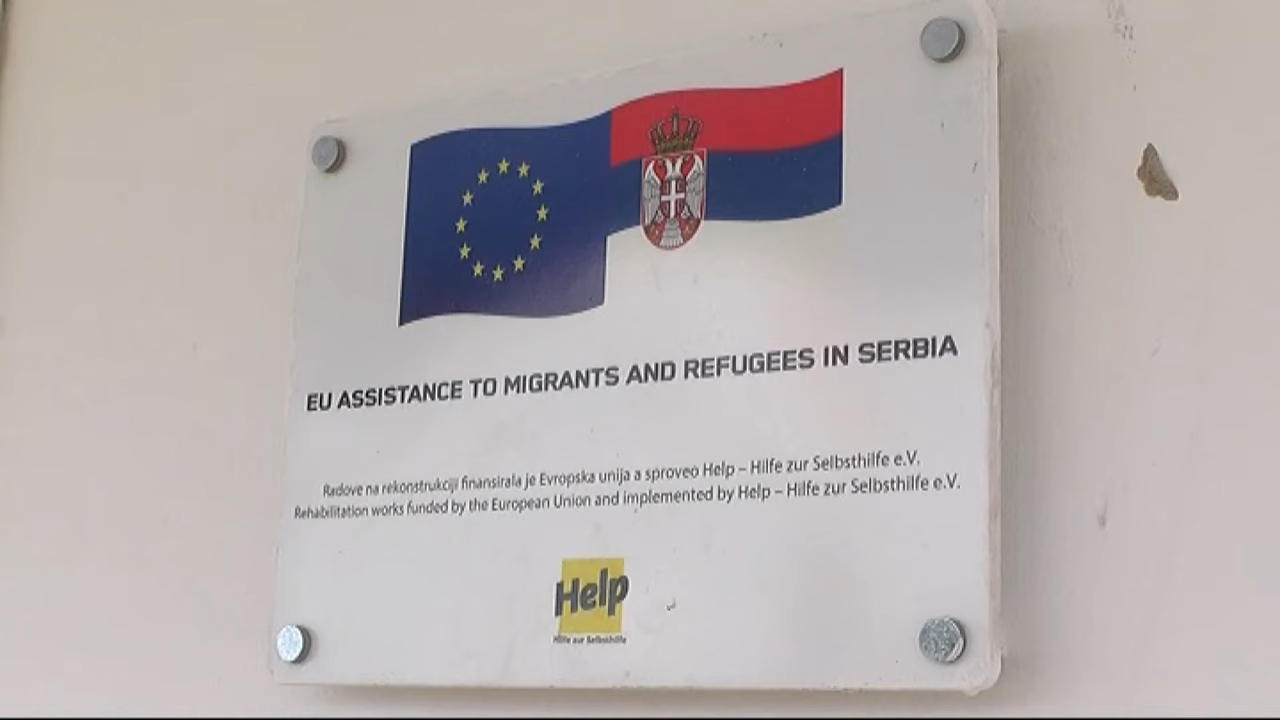 EU ASSISTANCE TO MIGRANTS AND REFUGEES IN SERBIA
Radove na rekonstrukciji finansirala je Evropska unija a sproveo Help – Hilfe zur Selbsthilfe e.V.
Rehabilitation works funded by the European Union and implemented by Help – Hilfe zur Selbsthilfe e.V.
Help
Hilfe zur Selbsthilfe